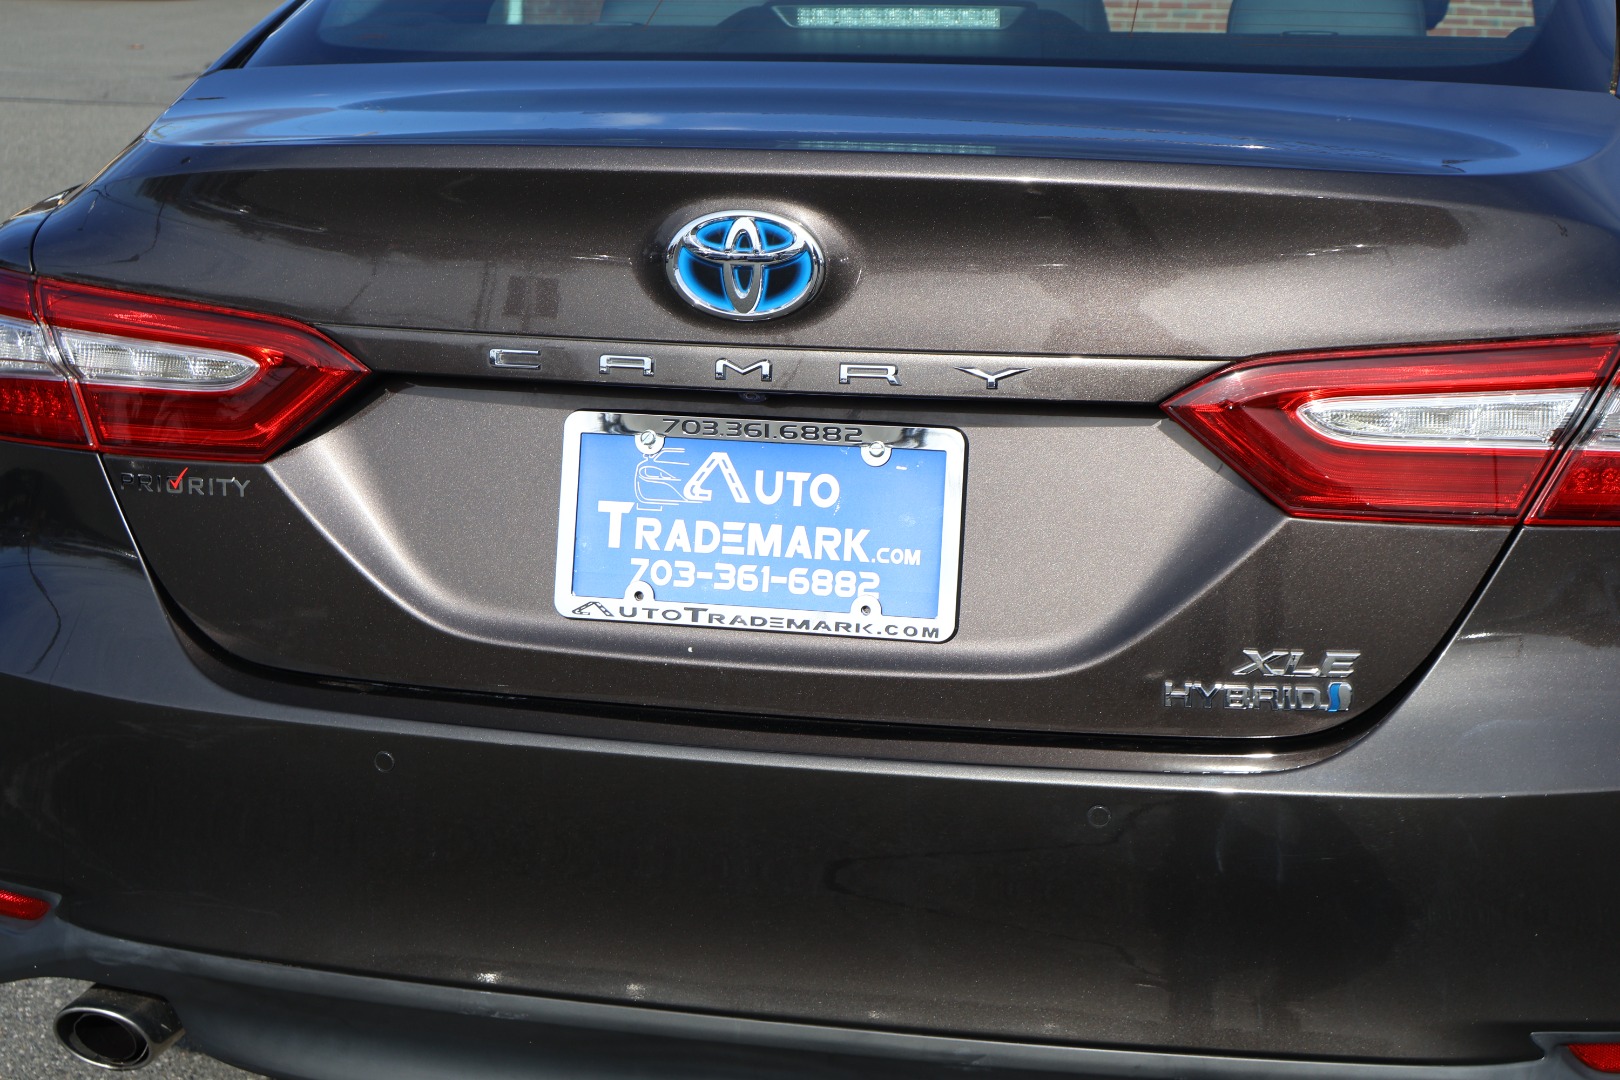 CAMRY
703.361.6882
AUTO
TRADEMARK.COM
703-361-6882
AUTOTRADEMARK.COM
PRIORITY
XLE
HYBRID